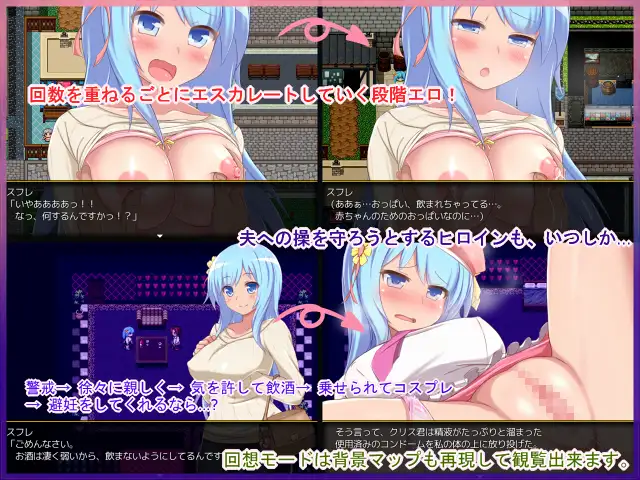 回数を重ねるごとにエスカレートしていく段階エロ！
スフレ
「いやああああっ！！
なっ、何するんですかっ！？」
スフレ
（ああぁ…おっぱい、飲まれちゃってる…。
赤ちゃんのためのおっぱいなのに…）
夫への操を守ろうとするヒロインも、いつしか…
警戒→ 徐々に親しく→ 気を許して飲酒→ 乗せられてコスプレ
→ 避妊をしてくれるなら…？
スフレ
「ごめんなさい。
お酒は凄く弱いから、飲まないようにしてるんです
そう言って、クリス君は精液がたっぷりと溜まった
使用済みのコンドームを私の体の上に放り投げた。
回想モードは背景マップも再現して観覧出来ます。